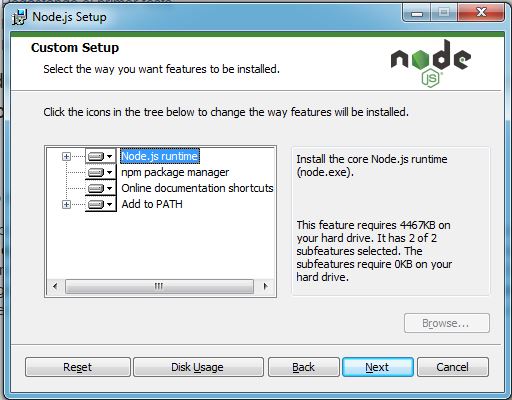 Node.js Setup
Custom Setup
Select the way you want features to be installed.
node
JS
Click the icons in the tree below to change the way features will be installed.
Node.js runtime
npm package manager
Online documentation shortcuts
Add to PATH
Install the core Node.js runtime
(node.exe).
This feature requires 4467KB on
your hard drive. It has 2 of 2
subfeatures selected. The
subfeatures require 0KB on your
hard drive.
Browse...
Reset
Disk Usage
Back
Next
Cancel